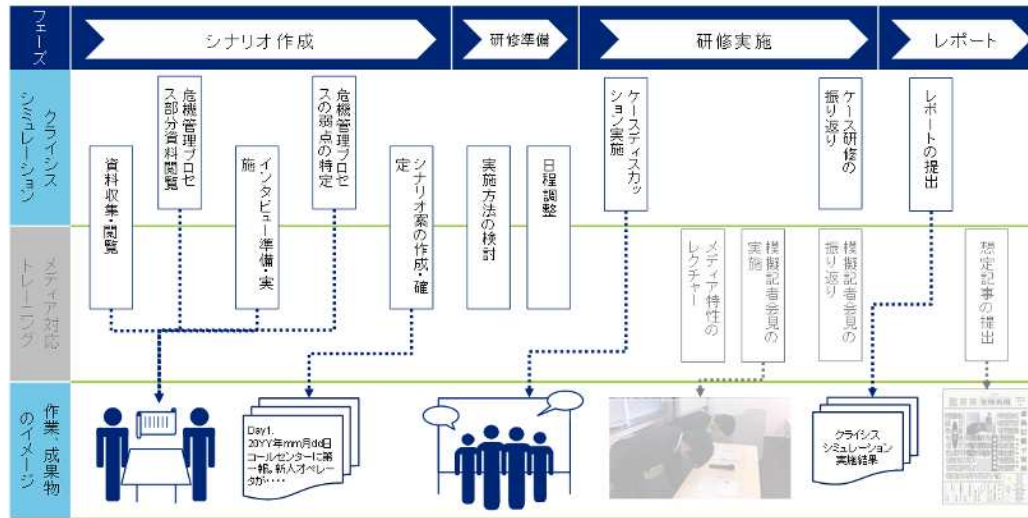 フェーズ
シナリオ作成
研修準備
研修実施
レポート
クライシス
シミュレーション
資料収集・閲覧
危機管理プロセ
ス部分資料閲覧
インタビュー準備・実
施
危機管理プロセ
スの弱点の特定
シナリオ案の作成・確
定
実施方法の検討
日程調整
ケースディスカッ
ション実施
ケース研修の
振り返り
レポートの提出
メディア対応
トレーニング
メディア特性の
レクチャー
模擬記者会見の
実施
模擬記者会見の
振り返り
想定記事の提出
作業、成果物
のイメージ
Day1.
20YY年mm月dd日
コールセンターに第
一報。新人オペレー
タが・・・・
クライシス
シミュレーション
実施結果